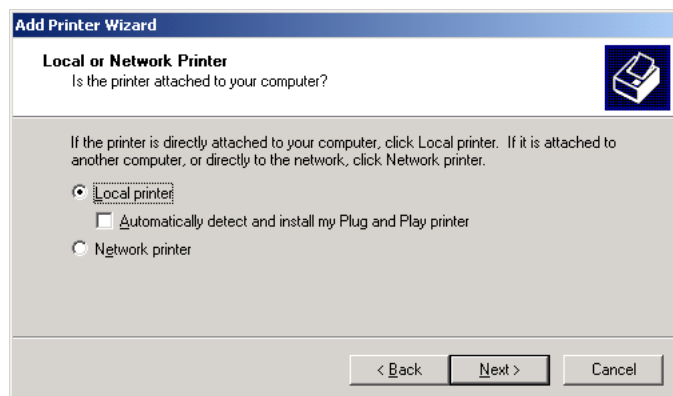 Add Printer Wizard
Local or Network Printer
Is the printer attached to your computer?
If the printer is directly attached to your computer, click Local printer.  If it is attached to
another computer, or directly to the network, click Network printer.
Local printer
Automatically detect and install my Plug and Play printer
Network printer
< Back Next > Cancel